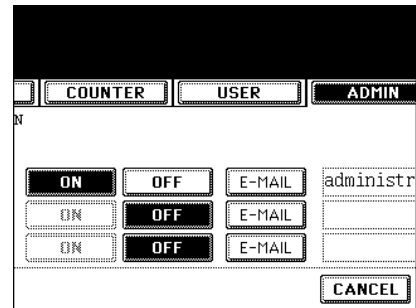 COUNTER USER ADMIN
N
ON OFF E-MAIL administr
ON OFF E-MAIL
ON OFF E-MAIL
CANCEL